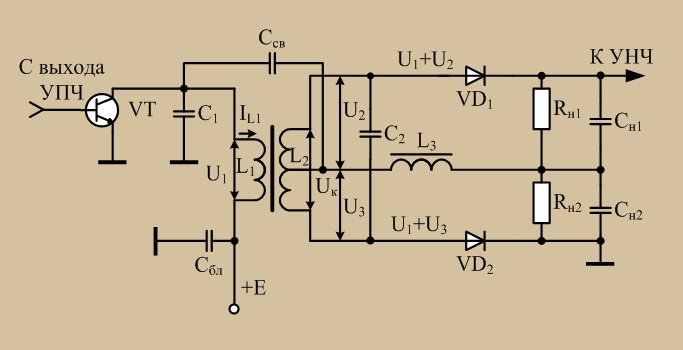 Cсв
С выхода
УПЧ
VT
C1
IL1
U1
L1
L2
Uк
U2
U3
C2
L3
U1+U2
VD1
К УНЧ
Rн1
Cн1
Rн2
Cн2
U1+U3
VD2
Cбл
+E